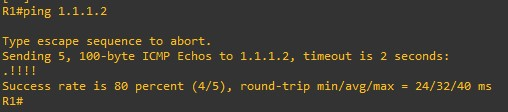 R1#ping 1.1.1.2
Type escape sequence to abort.
Sending 5, 100-byte ICMP Echos to 1.1.1.2, timeout is 2 seconds:
.!!!!
Success rate is 80 percent (4/5), round-trip min/avg/max = 24/32/40 ms
R1#